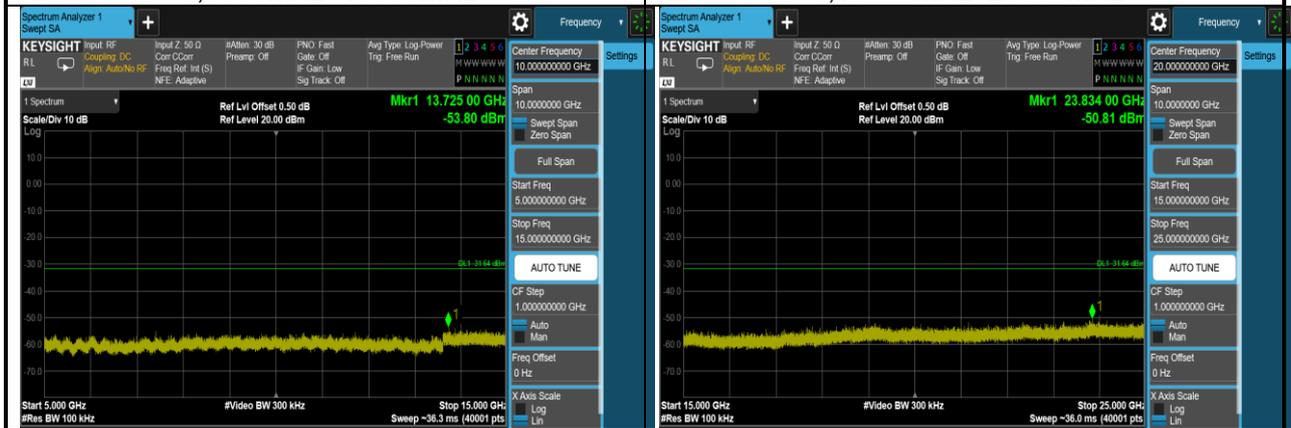 Spectrum Analyzer 1
Swept SA
Frequency
KEYSIGHT
RL
LXI
Input: RF
Coupling: DC
Align: Auto/No RF
Input Z: 50 Ω
Corr CCorr
Freq Ref: Int (S)
NFE: Adaptive
#Atten: 30 dB
Preamp: Off
PNO: Fast
Gate: Off
IF Gain: Low
Sig Track: Off
Avg Type: Log-Power
Trig: Free Run
1 2 3 4 5 6
M W W W W W
P N N N N N
Center Frequency
10.000000000 GHz
Settings
1 Spectrum
Scale/Div 10 dB
Log
Ref Lvl Offset 0.50 dB
Ref Level 20.00 dBm
Mkr1 13.725 00 GHz
-53.80 dBm
Span
10.0000000 GHz
Swept Span
Zero Span
Full Span
Start Freq
5.000000000 GHz
Stop Freq
15.000000000 GHz
AUTO TUNE
CF Step
1.000000000 GHz
Auto
Man
Freq Offset
0 Hz
X Axis Scale
Log
Lin
10.0
0.00
-10.0
-20.0
-30.0
-40.0
-50.0
-60.0
-70.0
DL1 -31.64 dBm
1
Start 5.000 GHz
#Res BW 100 kHz
#Video BW 300 kHz
Stop 15.000 GHz
Sweep ~36.3 ms (40001 pts
Spectrum Analyzer 1
Swept SA
Frequency
KEYSIGHT
RL
LXI
Input: RF
Coupling: DC
Align: Auto/No RF
Input Z: 50 Ω
Corr CCorr
Freq Ref: Int (S)
NFE: Adaptive
#Atten: 30 dB
Preamp: Off
PNO: Fast
Gate: Off
IF Gain: Low
Sig Track: Off
Avg Type: Log-Power
Trig: Free Run
1 2 3 4 5 6
M W W W W W
P N N N N N
Center Frequency
20.000000000 GHz
Settings
1 Spectrum
Scale/Div 10 dB
Log
Ref Lvl Offset 0.50 dB
Ref Level 20.00 dBm
Mkr1 23.834 00 GHz
-50.81 dBm
Span
10.0000000 GHz
Swept Span
Zero Span
Full Span
Start Freq
15.000000000 GHz
Stop Freq
25.000000000 GHz
AUTO TUNE
CF Step
1.000000000 GHz
Auto
Man
Freq Offset
0 Hz
X Axis Scale
Log
Lin
10.0
0.00
-10.0
-20.0
-30.0
-40.0
-50.0
-60.0
-70.0
DL1 -31.64 dBm
1
Start 15.000 GHz
#Res BW 100 kHz
#Video BW 300 kHz
Stop 25.000 GHz
Sweep ~36.0 ms (40001 pts